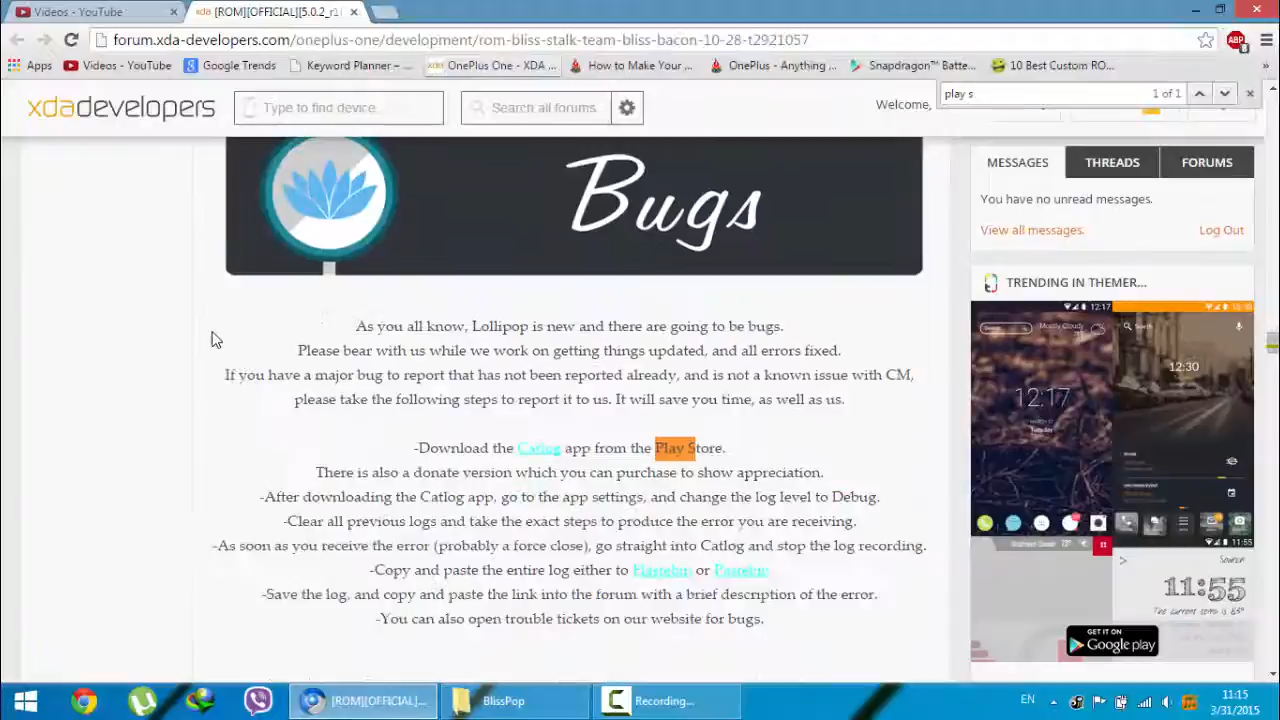 Videos - YouTube
xda [ROM][OFFICIAL][5.0.2_r1
forum.xda-developers.com/oneplus-one/development/rom-bliss-stalk-team-bliss-bacon-10-28-t2921057
ABP
8
Apps
Videos - YouTube
Google Trends
Keyword Planner –...
xda OnePlus One - XDA ...
How to Make Your ...
OnePlus - Anything ...
Snapdragon™ Batte...
10 Best Custom RO...
play s
1 of 1
xdadevelopers
Type to find device.
Search all forums.
Welcome,
Bugs
MESSAGES
THREADS
FORUMS
You have no unread messages.
View all messages.
Log Out
TRENDING IN THEMER...
As you all know, Lollipop is new and there are going to be bugs.
Please bear with us while we work on getting things updated, and all errors fixed.
If you have a major bug to report that has not been reported already, and is not a known issue with CM,
please take the following steps to report it to us. It will save you time, as well as us.
-Download the Catlog app from the Play Store.
There is also a donate version which you can purchase to show appreciation.
-After downloading the Catlog app, go to the app settings, and change the log level to Debug.
-Clear all previous logs and take the exact steps to produce the error you are receiving.
-As soon as you receive the error (probably a force close), go straight into Catlog and stop the log recording.
-Copy and paste the entire log either to Hastebin or Pastebin
-Save the log, and copy and paste the link into the forum with a brief description of the error.
-You can also open trouble tickets on our website for bugs.
12:17
Mostly Cloudy
12:17
12:30
11:55
Search
11:55
GET IT ON
Google play
[ROM][OFFICIAL]...
BlissPop
Recording...
EN
11:15
3/31/2015